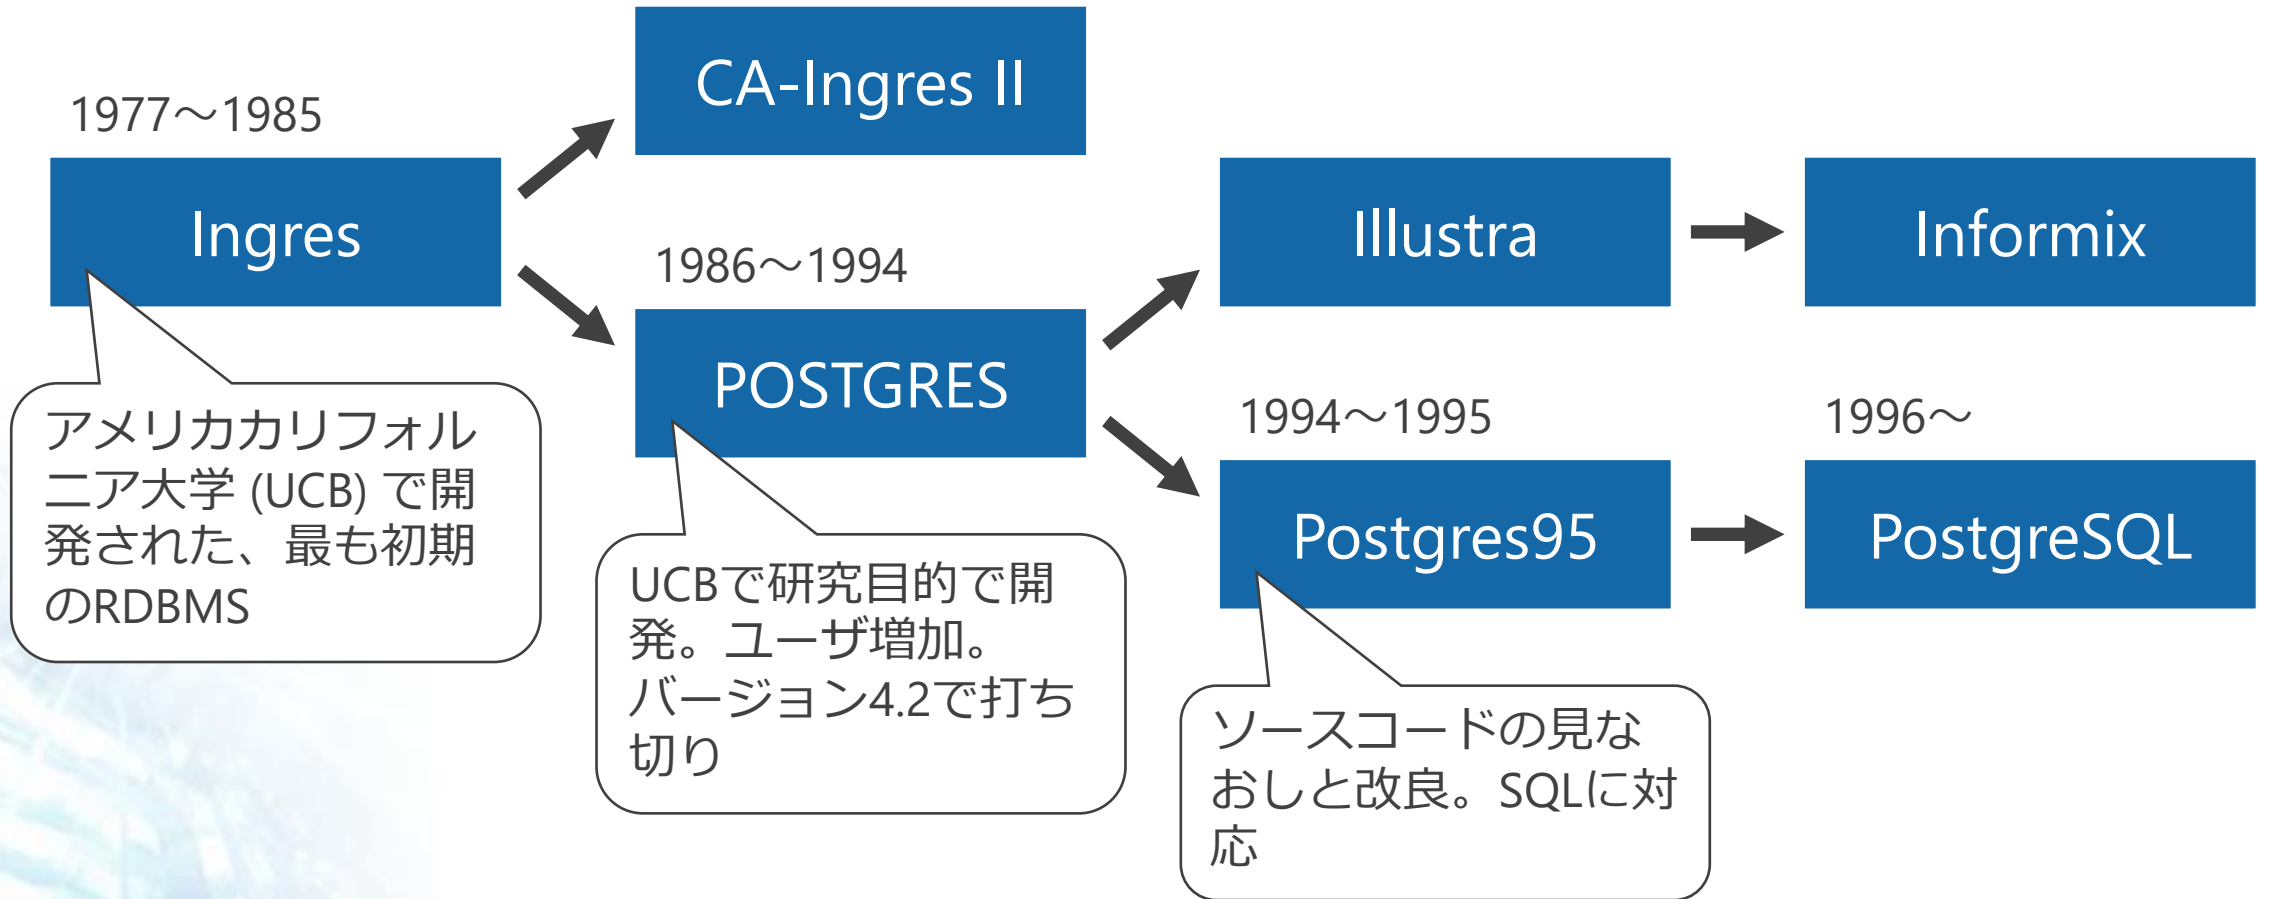 CA-Ingres II
1977～1985
Ingres
1986～1994
POSTGRES
Illustra
Informix
1994～1995
Postgres95
1996～
PostgreSQL
アメリカカリフォル
ニア大学 (UCB) で開
発された、最も初期
のRDBMS
UCBで研究目的で開
発。ユーザ増加。
バージョン4.2で打ち
切り
ソースコードの見な
おしと改良。SQLに対
応